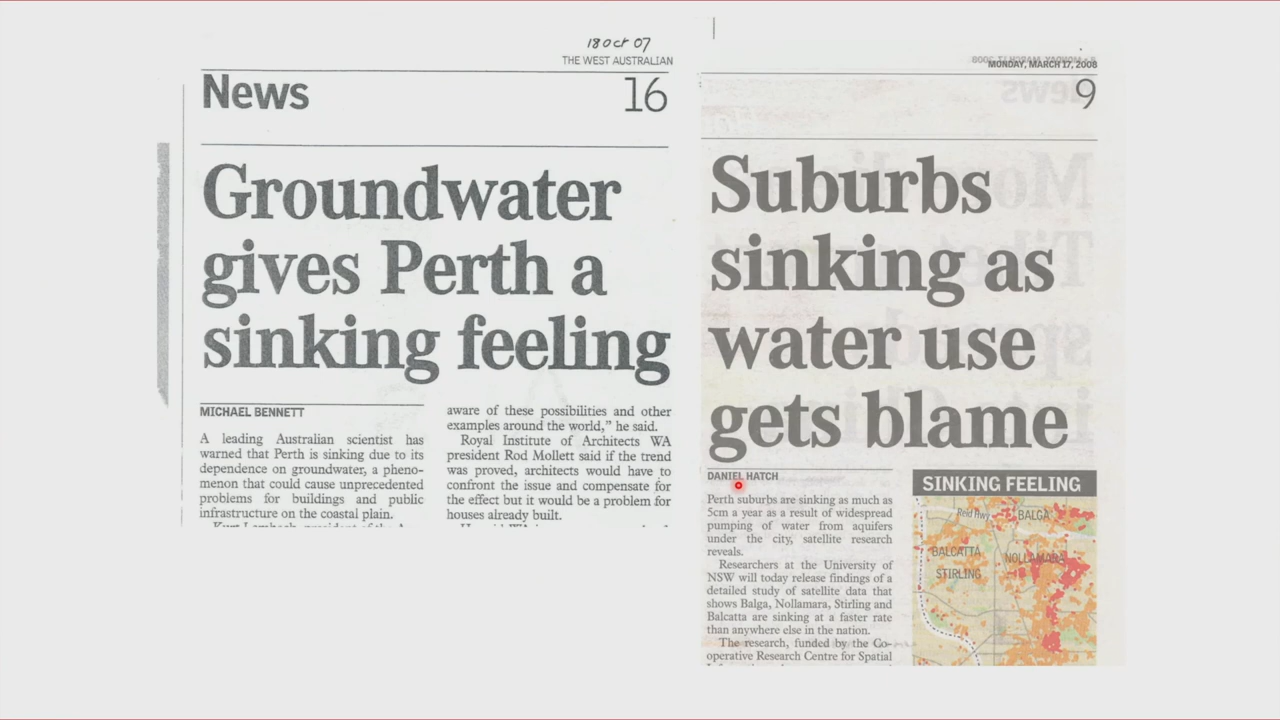 18 Oct 07
THE WEST AUSTRALIAN
News
16
Groundwater
gives Perth a
sinking feeling
MICHAEL BENNETT
A leading Australian scientist has
warned that Perth is sinking due to its
dependence on groundwater, a pheno-
menon that could cause unprecedented
problems for buildings and public
infrastructure on the coastal plain.
aware of these possibilities and other
examples around the world,” he said.
Royal Institute of Architects WA
president Rod Mollett said if the trend
was proved, architects would have to
confront the issue and compensate for
the effect but it would be a problem for
houses already built.
MONDAY, MARCH 17, 2008
9
Suburbs
sinking as
water use
gets blame
DANIEL HATCH
Perth suburbs are sinking as much as
5cm a year as a result of widespread
pumping of water from aquifers
under the city, satellite research
reveals.
Researchers at the University of
NSW will today release findings of a
detailed study of satellite data that
shows Balga, Nollamara, Stirling and
Balcatta are sinking at a faster rate
than anywhere else in the nation.
The research, funded by the Co-
operative Research Centre for Spatial
SINKING FEELING
Reid Hwy
BALGA
BALCATTA
NOLLAMARA
STIRLING